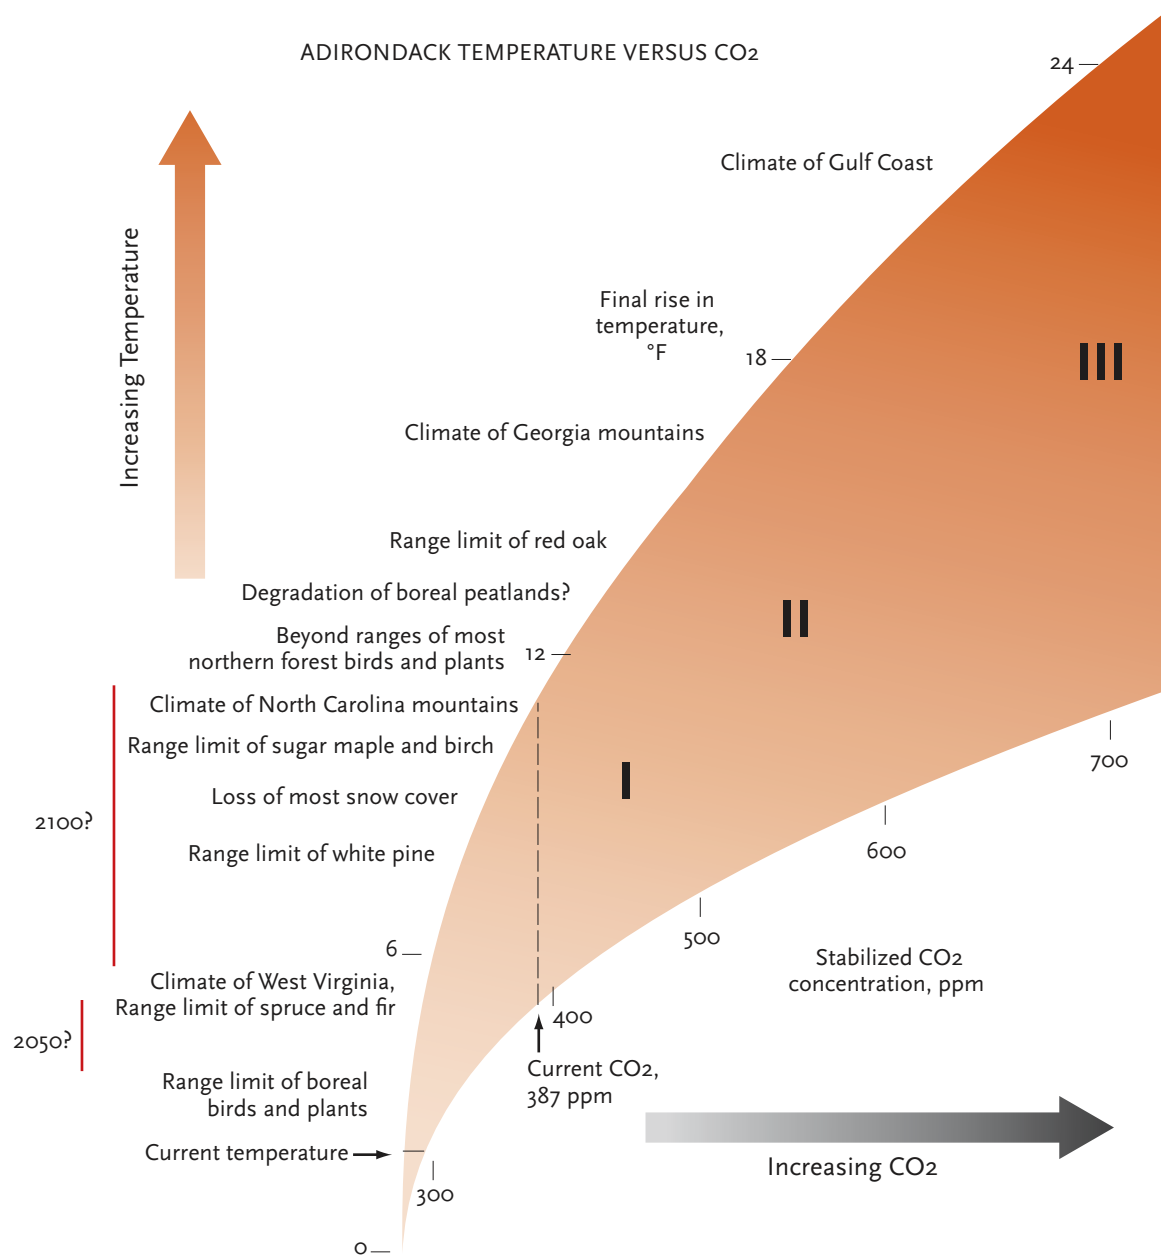 ADIRONDACK TEMPERATURE VERSUS CO2
24
Climate of Gulf Coast
Increasing Temperature
Final rise in
temperature,
°F
18
III
Climate of Georgia mountains
Range limit of red oak
Degradation of boreal peatlands?
II
Beyond ranges of most
northern forest birds and plants
12
Climate of North Carolina mountains
Range limit of sugar maple and birch
700
I
Loss of most snow cover
2100?
Range limit of white pine
600
500
6
Stabilized CO2
concentration, ppm
Climate of West Virginia,
Range limit of spruce and fir
400
2050?
Current CO2,
387 ppm
Range limit of boreal
birds and plants
Current temperature
Increasing CO2
300
0